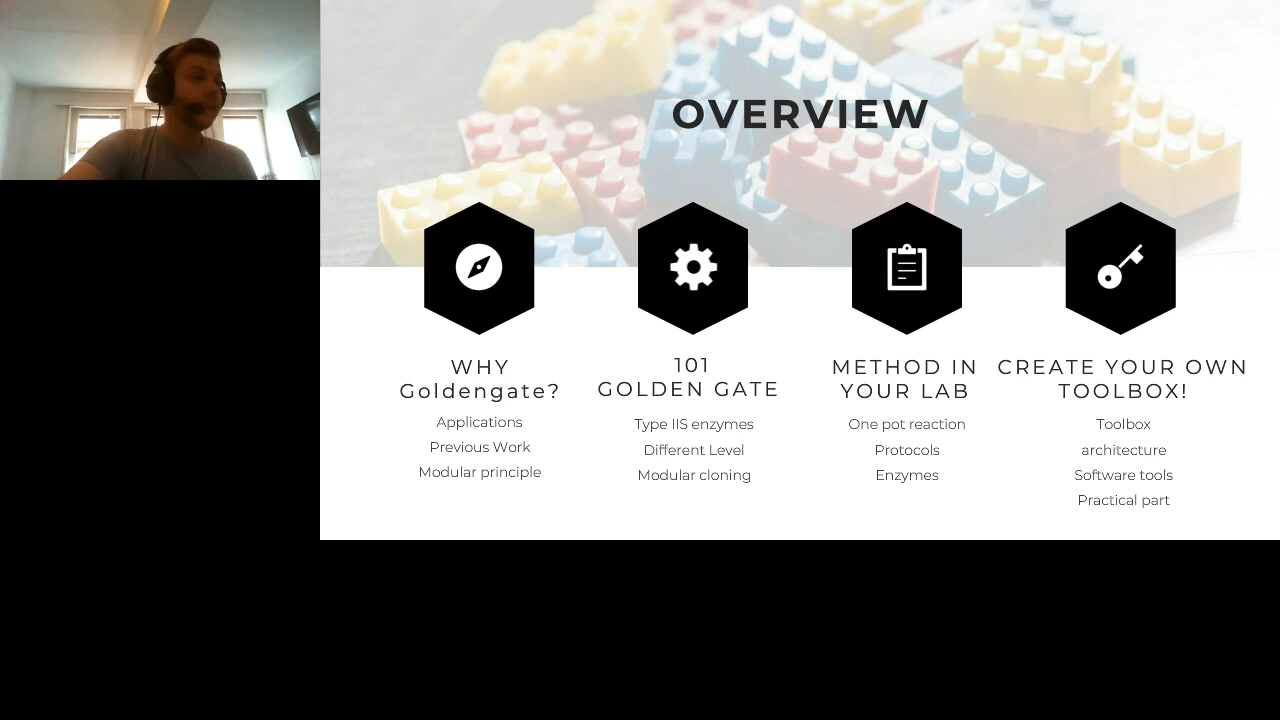 OVERVIEW
WHY
Goldengate?
Applications
Previous Work
Modular principle
101
GOLDEN GATE
Type IIS enzymes
Different Level
Modular cloning
METHOD IN
YOUR LAB
One pot reaction
Protocols
Enzymes
CREATE YOUR OWN
TOOLBOX!
Toolbox
architecture
Software tools
Practical part